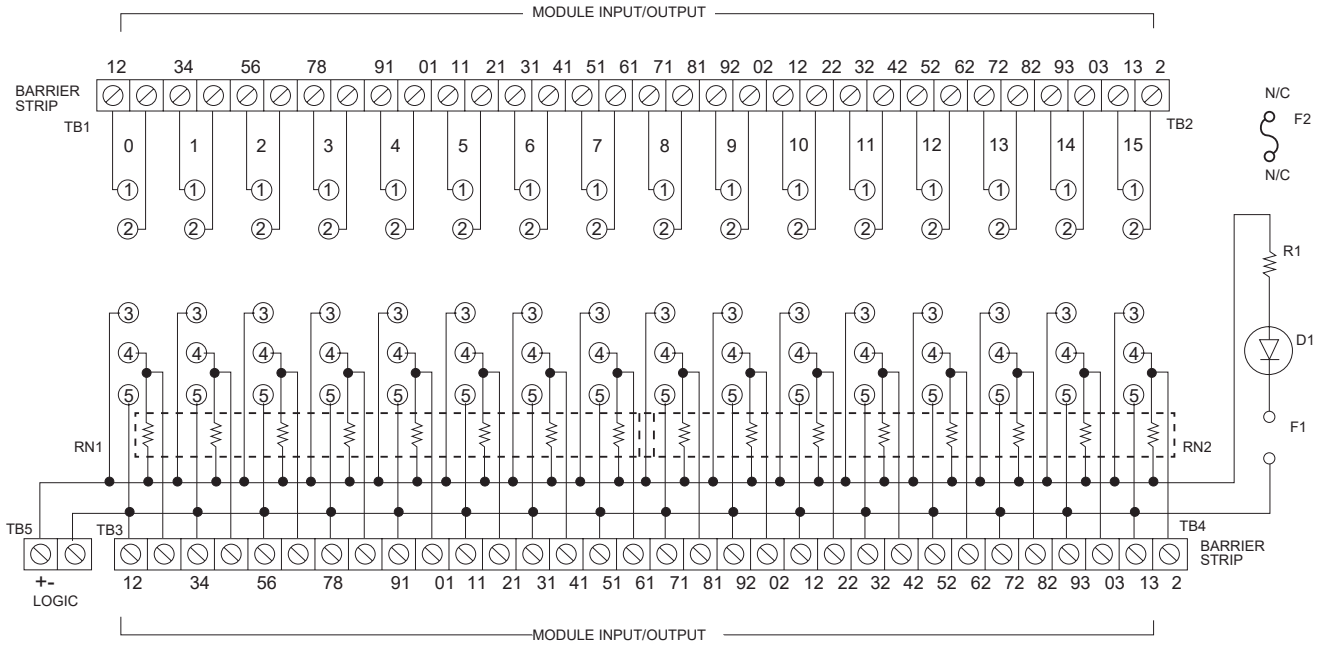 MODULE INPUT/OUTPUT
12 34 56 78 91 01 11 21 31 41 51 61 71 81 92 02 12 22 32 42 52 62 72 82 93 03 13 2
BARRIER
STRIP
TB1
TB2
N/C
F2
N/C
0 1 2 3 4 5 6 7 8 9 10 11 12 13 14 15
1 1 1 1 1 1 1 1 1 1 1 1 1 1 1 1
2 2 2 2 2 2 2 2 2 2 2 2 2 2 2 2
R1
3 3 3 3 3 3 3 3 3 3 3 3 3 3 3 3
D1
4 4 4 4 4 4 4 4 4 4 4 4 4 4 4 4
5 5 5 5 5 5 5 5 5 5 5 5 5 5 5 5
F1
RN1
RN2
TB5
TB3
TB4
BARRIER
STRIP
+-
LOGIC
12 34 56 78 91 01 11 21 31 41 51 61 71 81 92 02 12 22 32 42 52 62 72 82 93 03 13 2
MODULE INPUT/OUTPUT